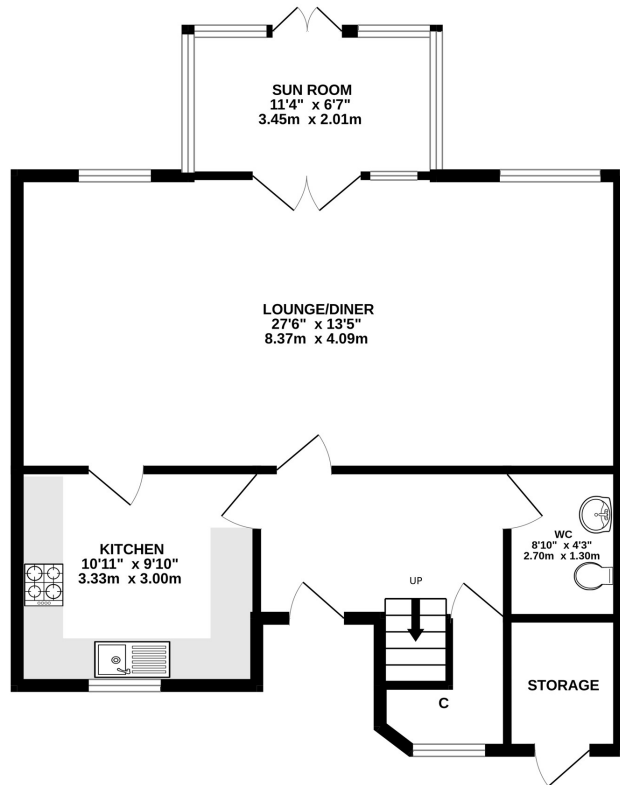 SUN ROOM
11'4" x 6'7"
3.45m x 2.01m
LOUNGE/DINER
27'6" x 13'5"
8.37m x 4.09m
KITCHEN
10'11" x 9'10"
3.33m x 3.00m
WC
8'10" x 4'3"
2.70m x 1.30m
UP
C
STORAGE